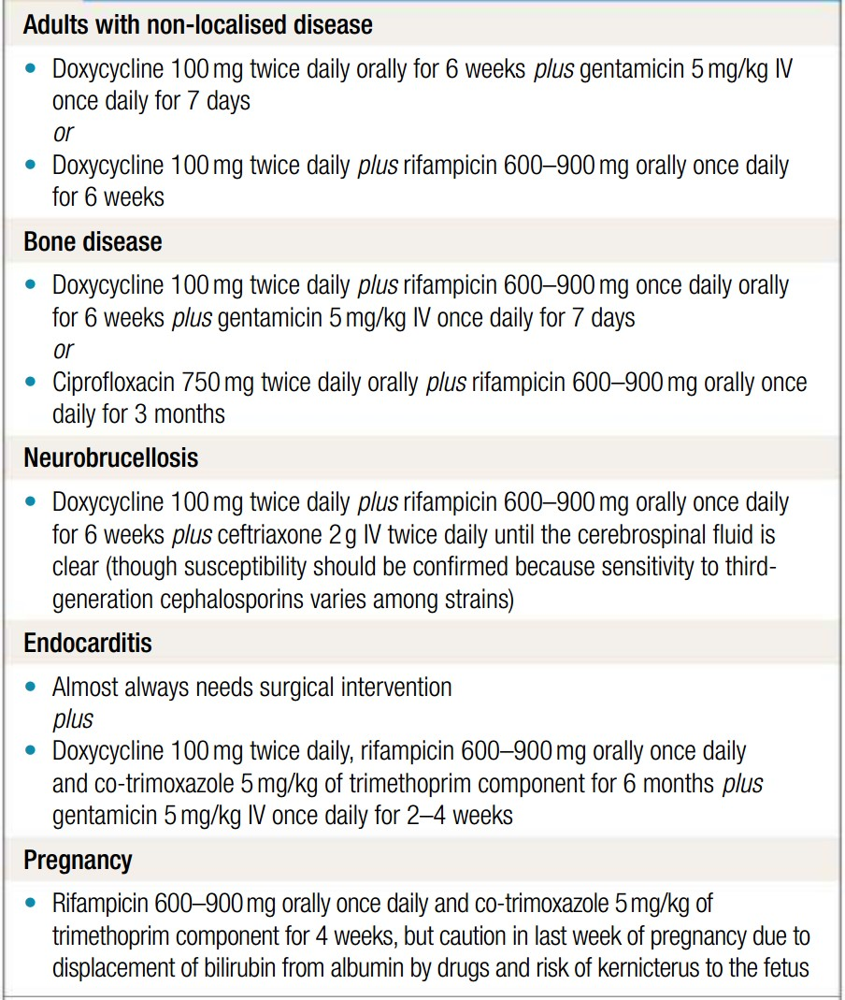 Adults with non-localised disease
• Doxycycline 100 mg twice daily orally for 6 weeks plus gentamicin 5 mg/kg IV
once daily for 7 days
or
• Doxycycline 100 mg twice daily plus rifampicin 600–900 mg orally once daily
for 6 weeks
Bone disease
• Doxycycline 100 mg twice daily plus rifampicin 600–900 mg once daily orally
for 6 weeks plus gentamicin 5 mg/kg IV once daily for 7 days
or
• Ciprofloxacin 750 mg twice daily orally plus rifampicin 600–900 mg orally once
daily for 3 months
Neurobrucellosis
• Doxycycline 100 mg twice daily plus rifampicin 600–900 mg orally once daily
for 6 weeks plus ceftriaxone 2 g IV twice daily until the cerebrospinal fluid is
clear (though susceptibility should be confirmed because sensitivity to third-
generation cephalosporins varies among strains)
Endocarditis
• Almost always needs surgical intervention
plus
• Doxycycline 100 mg twice daily, rifampicin 600–900 mg orally once daily
and co-trimoxazole 5 mg/kg of trimethoprim component for 6 months plus
gentamicin 5 mg/kg IV once daily for 2–4 weeks
Pregnancy
• Rifampicin 600–900 mg orally once daily and co-trimoxazole 5 mg/kg of
trimethoprim component for 4 weeks, but caution in last week of pregnancy due to
displacement of bilirubin from albumin by drugs and risk of kernicterus to the fetus